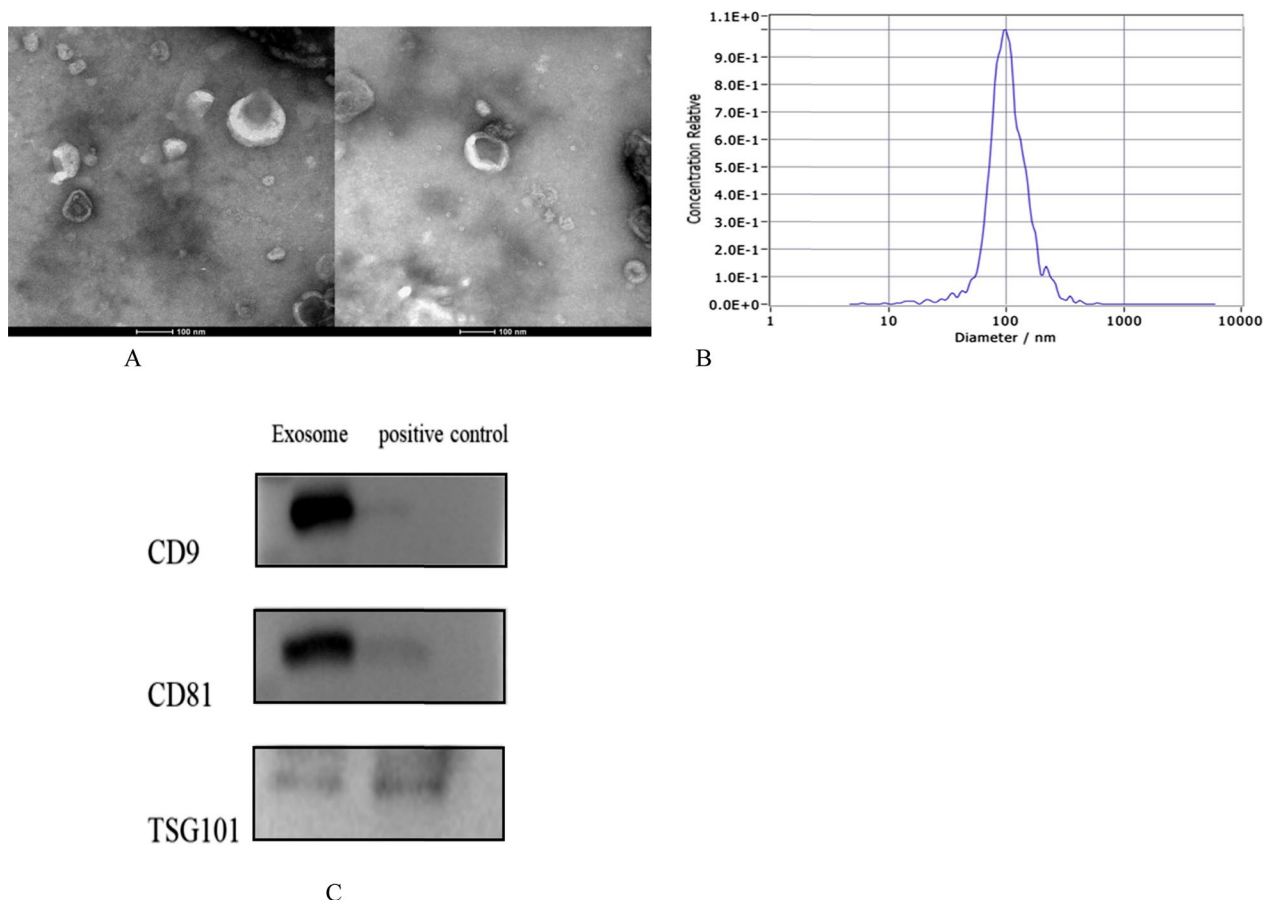 100 nm
100 nm
A
1.1E+0
9.0E-1
8.0E-1
7.0E-1
6.0E-1
5.0E-1
4.0E-1
3.0E-1
2.0E-1
1.0E-1
0.0E+0
Concentration Relative
1 10 100 1000 10000
Diameter / nm
B
Exosome positive control
CD9
CD81
TSG101
C